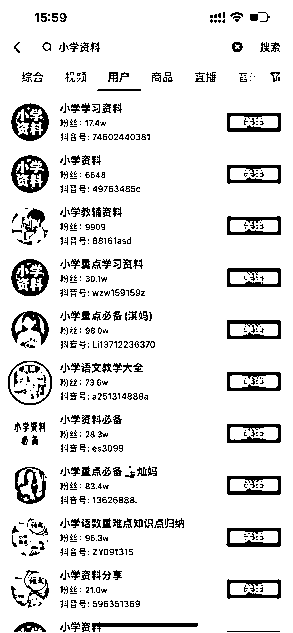 15:59
小学资料
搜索
综合 视频 用户 商品 直播
小学学习资料
粉丝: 17.4w
抖音号: 74602440381
小学资料
粉丝: 6648
抖音号: 49763485c
小学教辅资料
粉丝: 9909
抖音号: 88161asd
小学重点学习资料
粉丝: 30.1w
抖音号: wzw159159z
小学重点必备 (淇妈)
粉丝: 98.0w
抖音号: Li13712236370
小学语文教学大全
粉丝: 73.6w
抖音号: a251314888a
小学资料必备
粉丝: 28.3w
抖音号: es3099
小学重点必备 灿妈
粉丝: 83.4w
抖音号: 13626888.
小学语数重难点知识点归纳
粉丝: 96.3w
抖音号: ZY09t315
小学资料分享
粉丝: 21.0w
抖音号: 596351369
小学资料